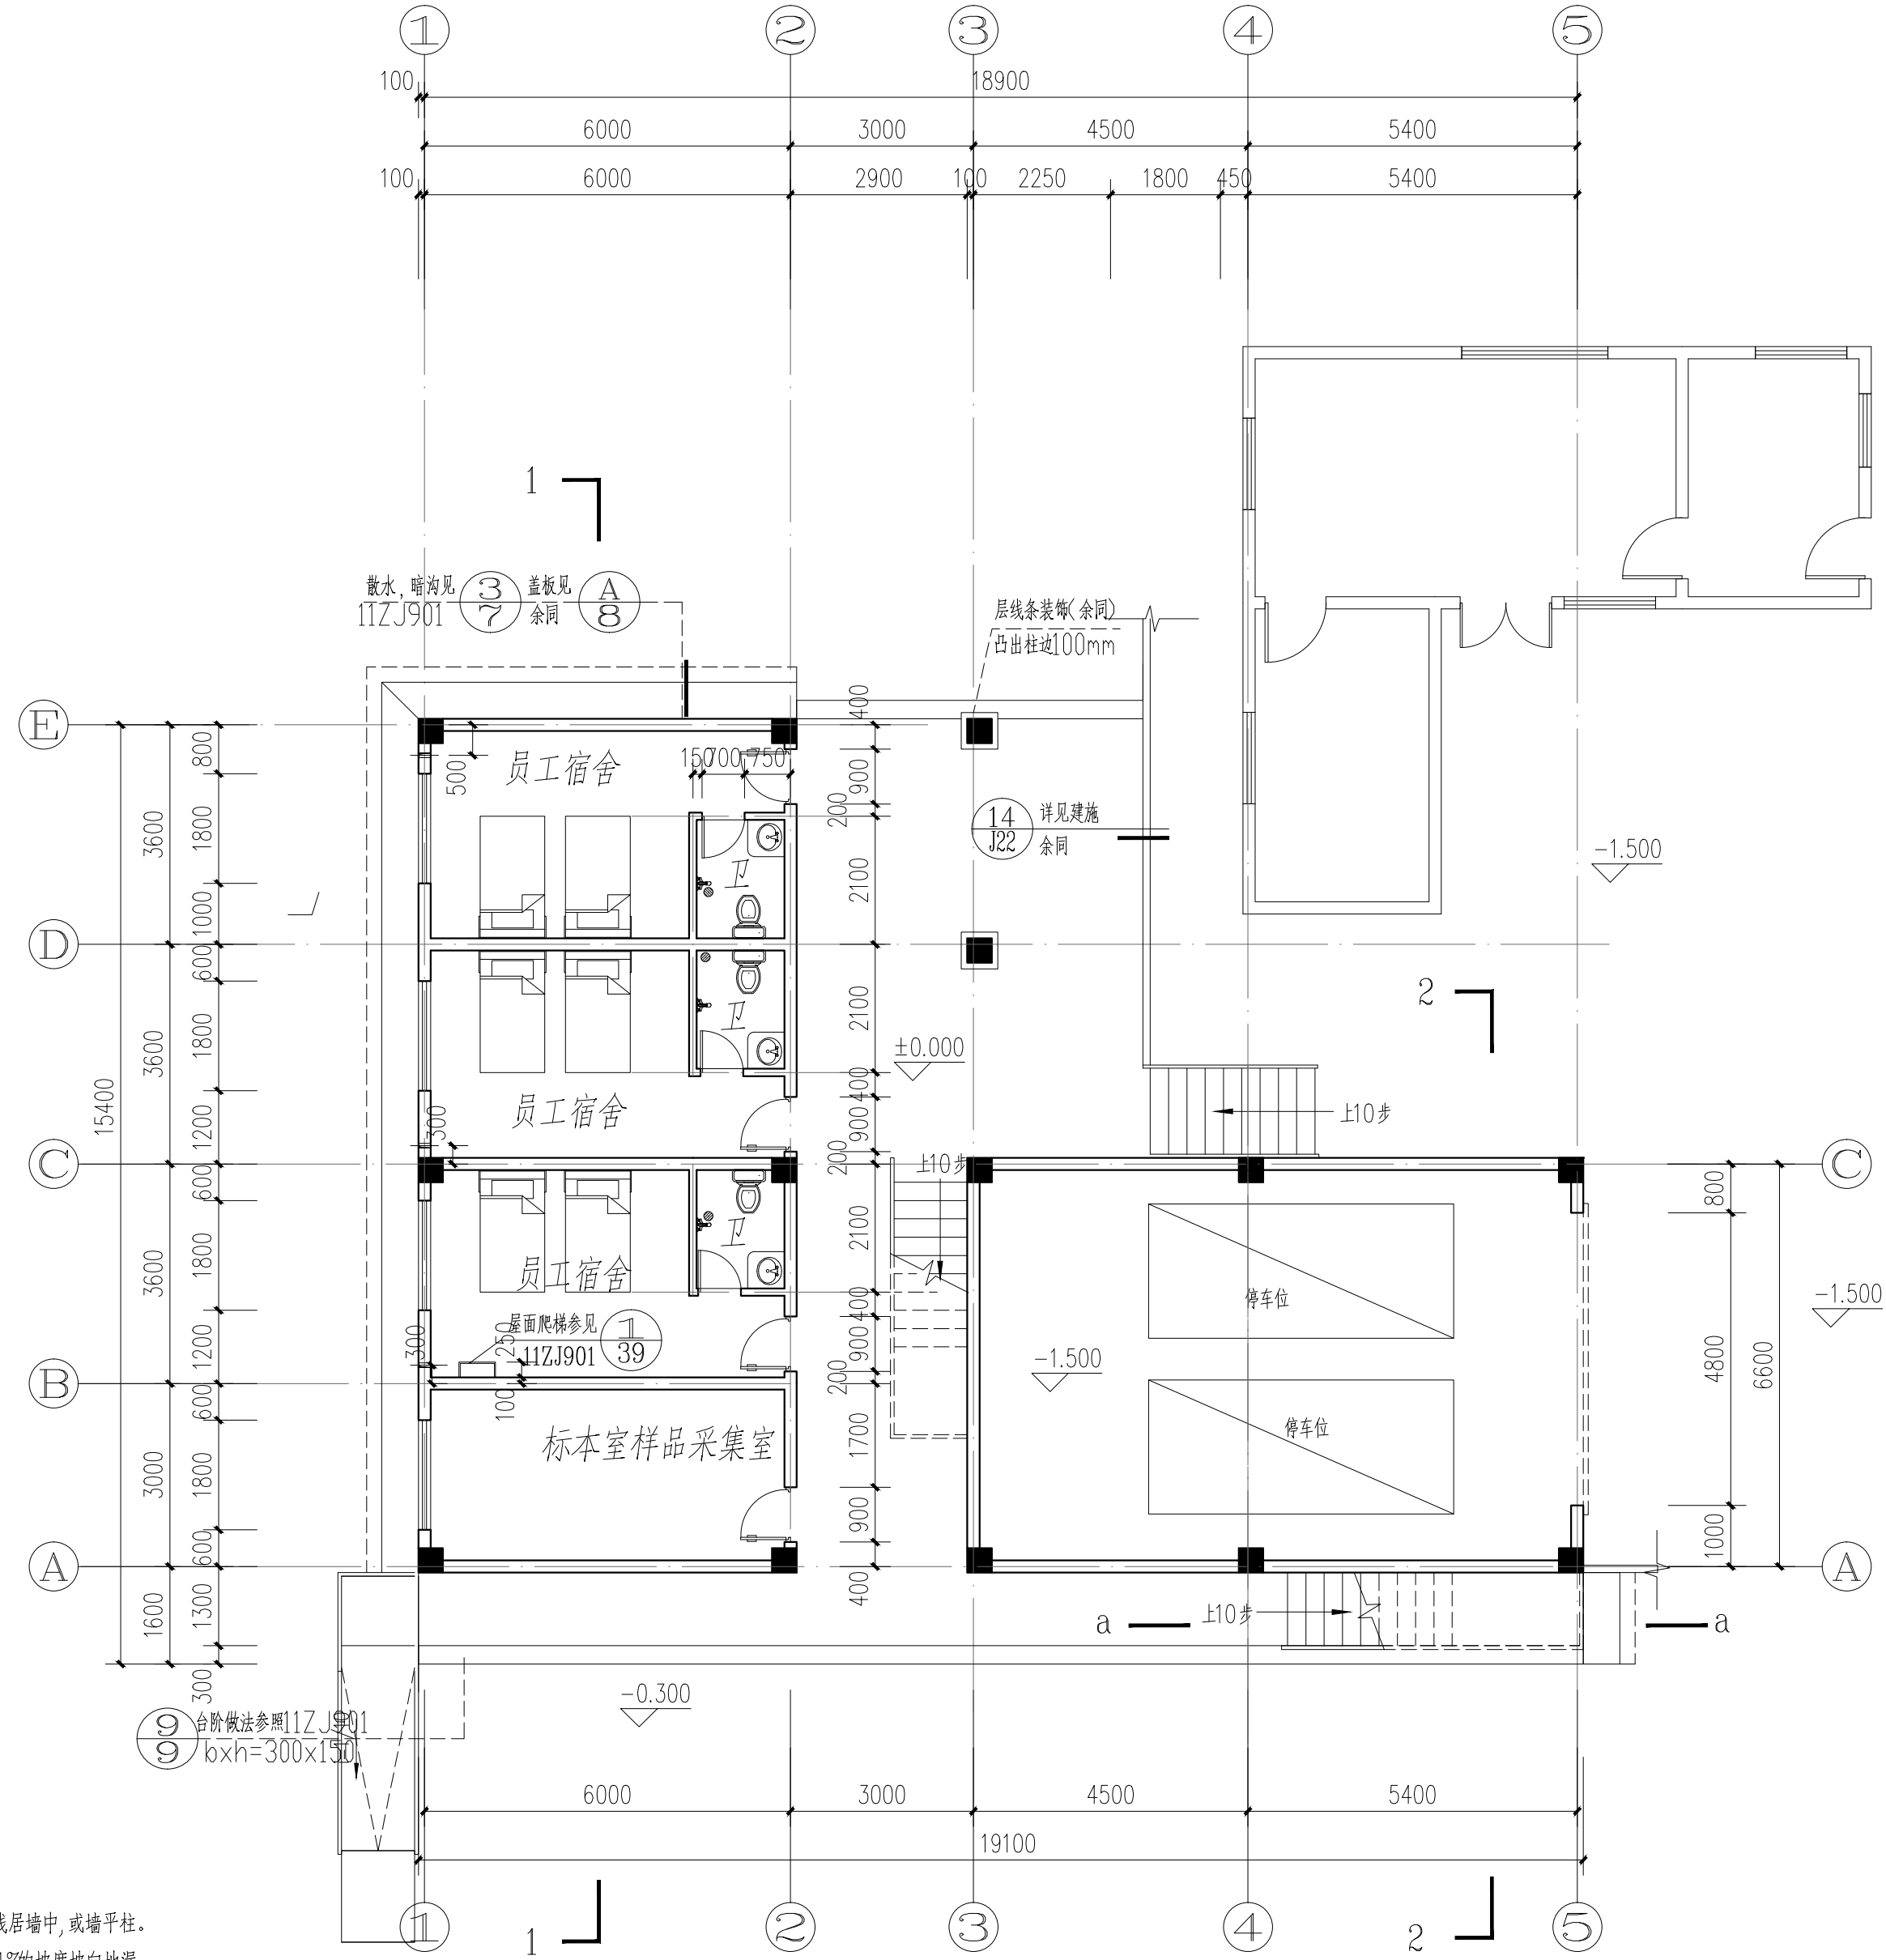 1 2 3 4 5
100 18900
6000 3000 4500 5400
100 6000 2900 100 2250 1800 450 5400
1
散水，暗沟见 3 盖板见 A
11ZJ901 7 余同 8
层线条装饰(余同)
凸出柱边100mm
E
400
800
员工宿舍
150 700 750
500
900
200
14 详见建施
J22 余同
-1.500
3600
1800
卫
2100
1000
D
600
2
卫
2100
3600
1800
±0.000
15400
400
员工宿舍
上10步
1200
300
900
C
200
上10步
C
600
800
2100
卫
3600
1800
员工宿舍
停车位
-1.500
400
屋面爬梯参见 1
11ZJ901 39
250
1200
300
900
-1.500
4800
6600
B
200
100
600
标本室样品采集室
停车位
1700
3000
1800
900
1000
A
600
A
400
1600
1300
a 上10步 a
300
-0.300
9 台阶做法参照11ZJ901
9 bxh=300x150
1/10
6000 3000 4500 5400
19100
1 2 3 4 5
1 2
线居墙中，或墙平柱。